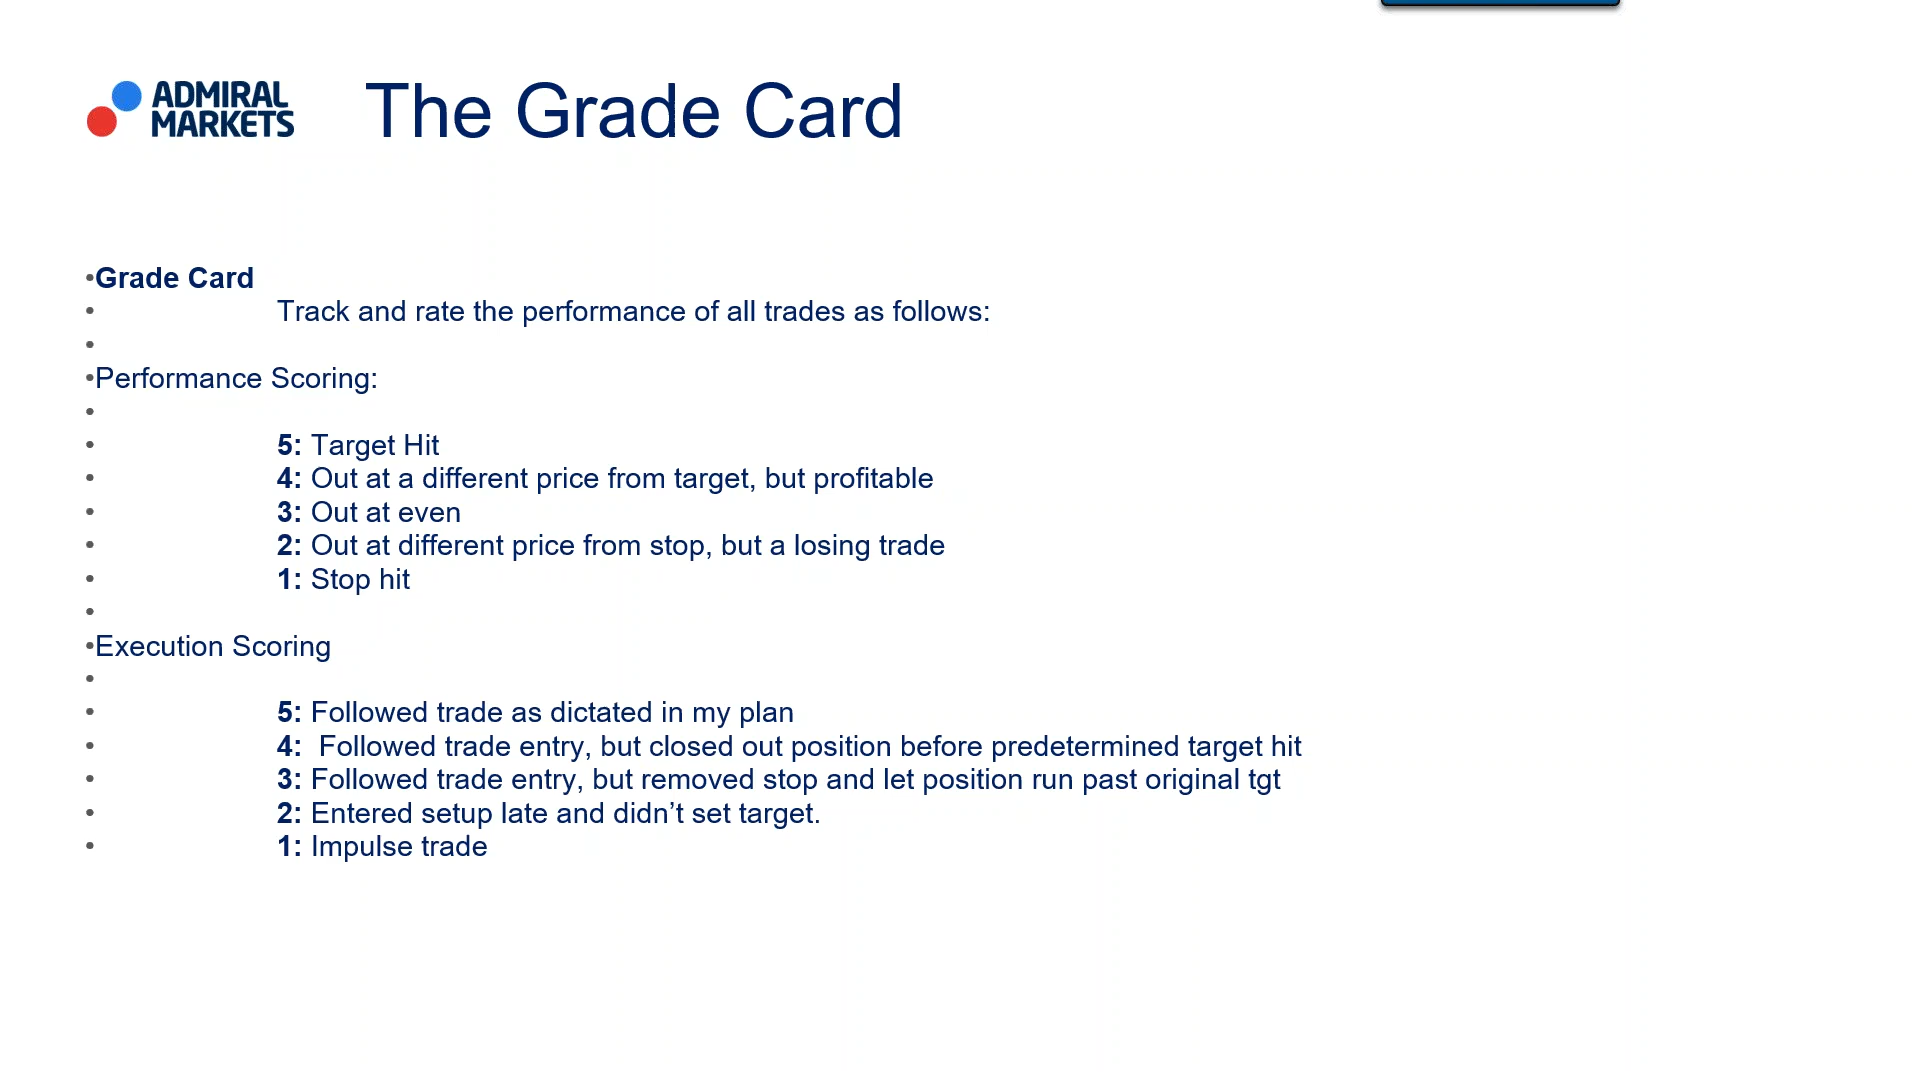 ADMIRAL
MARKETS
The Grade Card
•Grade Card
• Track and rate the performance of all trades as follows:
•
•Performance Scoring:
•
• 5: Target Hit
• 4: Out at a different price from target, but profitable
• 3: Out at even
• 2: Out at different price from stop, but a losing trade
• 1: Stop hit
•
•Execution Scoring
•
• 5: Followed trade as dictated in my plan
• 4:  Followed trade entry, but closed out position before predetermined target hit
• 3: Followed trade entry, but removed stop and let position run past original tgt
• 2: Entered setup late and didn’t set target.
• 1: Impulse trade